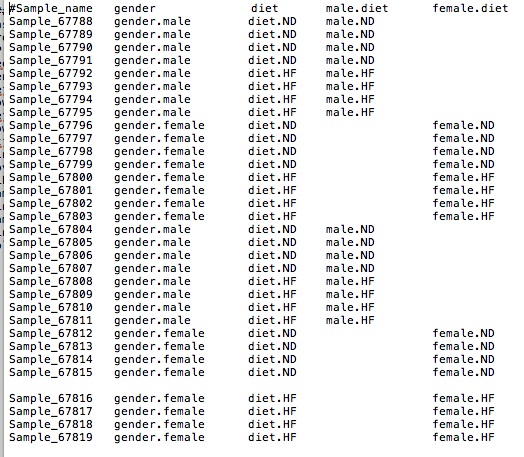 #Sample_name gender diet male.diet female.diet
Sample_67788 gender.male diet.ND male.ND
Sample_67789 gender.male diet.ND male.ND
Sample_67790 gender.male diet.ND male.ND
Sample_67791 gender.male diet.ND male.ND
Sample_67792 gender.male diet.HF male.HF
Sample_67793 gender.male diet.HF male.HF
Sample_67794 gender.male diet.HF male.HF
Sample_67795 gender.male diet.HF male.HF
Sample_67796 gender.female diet.ND female.ND
Sample_67797 gender.female diet.ND female.ND
Sample_67798 gender.female diet.ND female.ND
Sample_67799 gender.female diet.ND female.ND
Sample_67800 gender.female diet.HF female.HF
Sample_67801 gender.female diet.HF female.HF
Sample_67802 gender.female diet.HF female.HF
Sample_67803 gender.female diet.HF female.HF
Sample_67804 gender.male diet.ND male.ND
Sample_67805 gender.male diet.ND male.ND
Sample_67806 gender.male diet.ND male.ND
Sample_67807 gender.male diet.ND male.ND
Sample_67808 gender.male diet.HF male.HF
Sample_67809 gender.male diet.HF male.HF
Sample_67810 gender.male diet.HF male.HF
Sample_67811 gender.male diet.HF male.HF
Sample_67812 gender.female diet.ND female.ND
Sample_67813 gender.female diet.ND female.ND
Sample_67814 gender.female diet.ND female.ND
Sample_67815 gender.female diet.ND female.ND
Sample_67816 gender.female diet.HF female.HF
Sample_67817 gender.female diet.HF female.HF
Sample_67818 gender.female diet.HF female.HF
Sample_67819 gender.female diet.HF female.HF